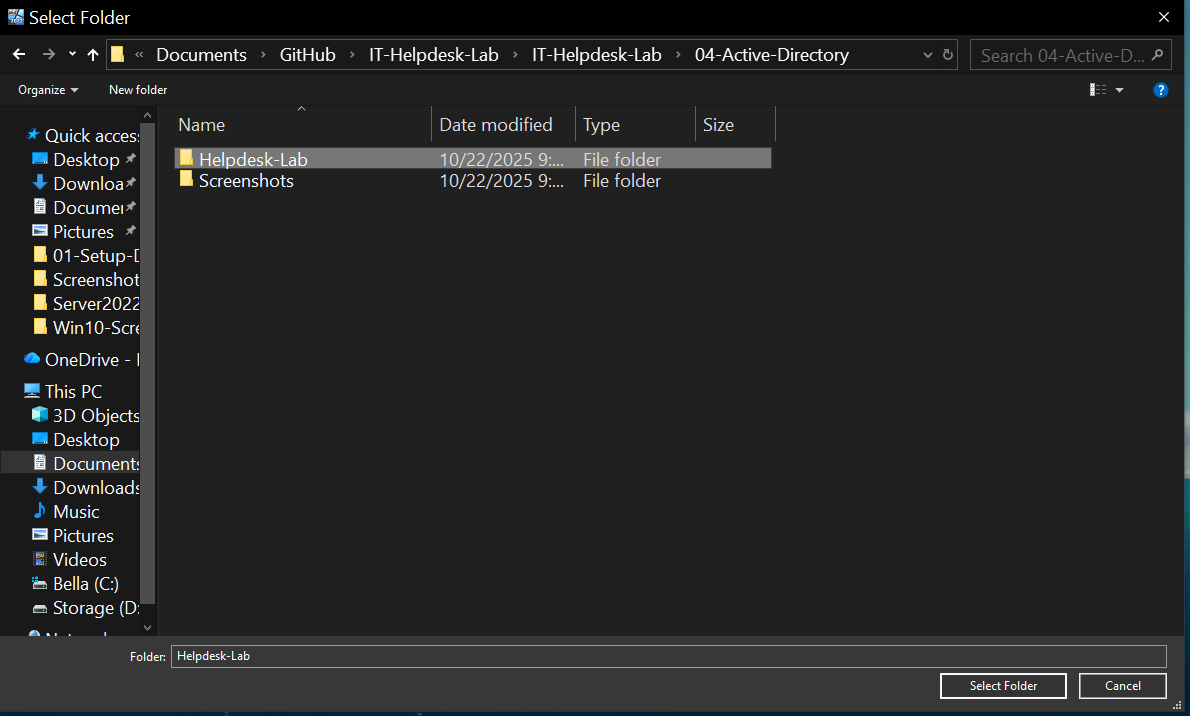 Select Folder
« Documents › GitHub › IT-Helpdesk-Lab › IT-Helpdesk-Lab › 04-Active-Directory
Search 04-Active-D...
Organize
New folder
Name
Date modified
Type
Size
Helpdesk-Lab 10/22/2025 9:... File folder
Screenshots 10/22/2025 9:... File folder
Quick acces
Desktop
Downloa
Documen
Pictures
01-Setup-D
Screenshot
Server2022
Win10-Scre
OneDrive -
This PC
3D Objects
Desktop
Documents
Downloads
Music
Pictures
Videos
Bella (C:)
Storage (D:
Folder: Helpdesk-Lab
Select Folder
Cancel